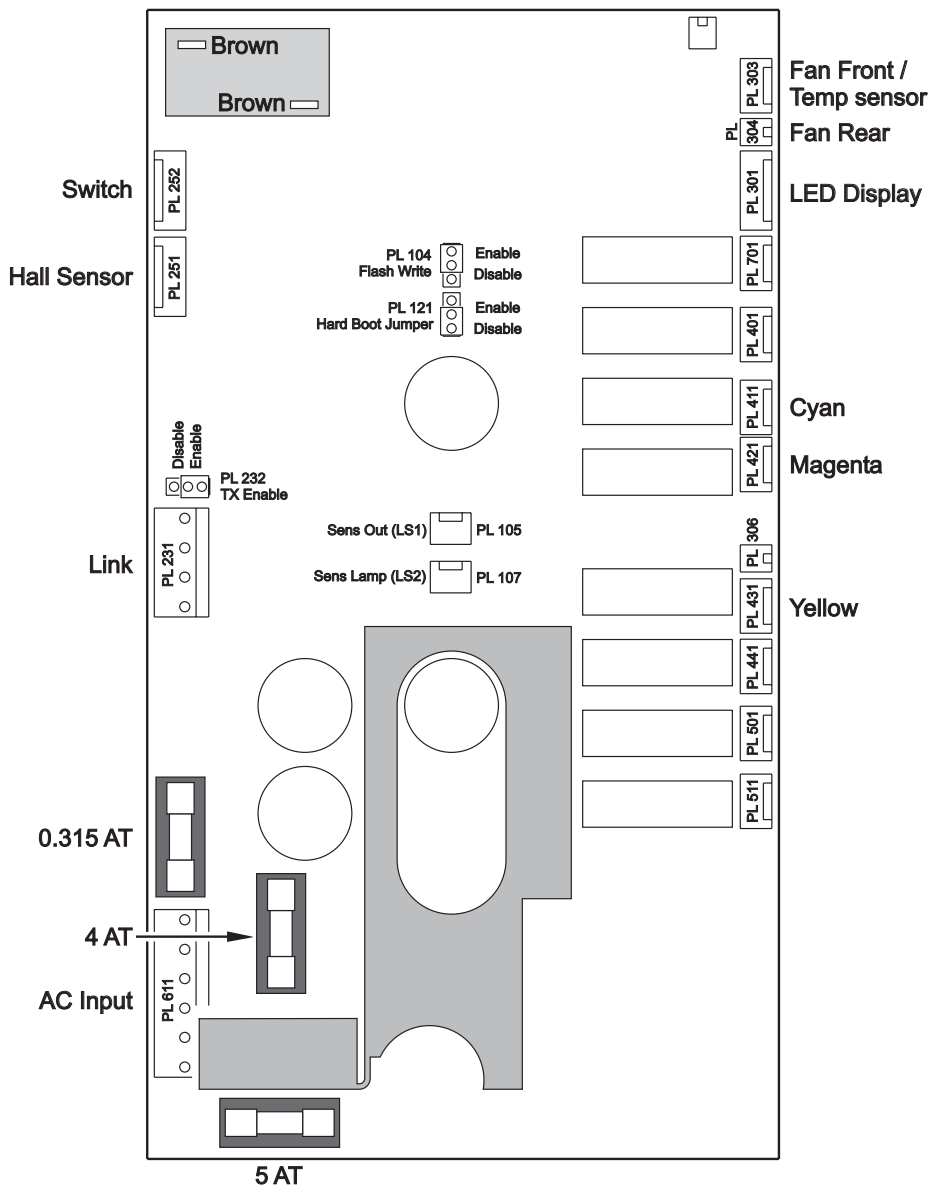 Brown
Brown
PL 303
Fan Front /
Temp sensor
PL
304
Fan Rear
Switch
PL 252
PL 301
LED Display
Hall Sensor
PL 251
PL 104
Flash Write
Enable
Disable
PL 121
Hard Boot Jumper
Enable
Disable
PL 701
PL 401
PL 411
Cyan
PL 421
Magenta
Disable
Enable
PL 232
TX Enable
Sens Out (LS1)
PL 105
Sens Lamp (LS2)
PL 107
Link
PL 231
PL 306
PL 431
Yellow
PL 441
PL 501
PL 511
0.315 AT
4 AT
AC Input
PL 611
5 AT